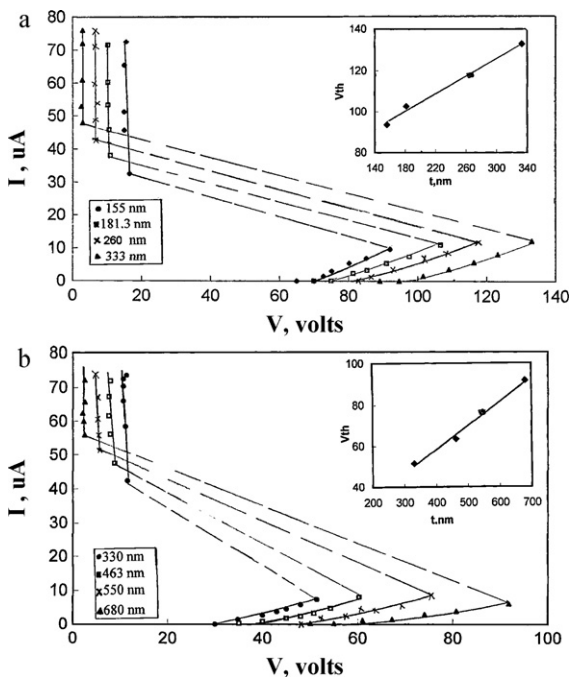 a
80
70
60
50
40
30
20
10
0
I , uA
0 20 40 60 80 100 120 140
V, volts
155 nm
181.3 nm
260 nm
333 nm
140
120
100
80
Vth
140 180 220 260 300 340
t,nm
b
80
70
60
50
40
30
20
10
0
I , uA
0 20 40 60 80 100
V, volts
330 nm
463 nm
550 nm
680 nm
100
80
60
40
Vth
200 300 400 500 600 700
t.nm